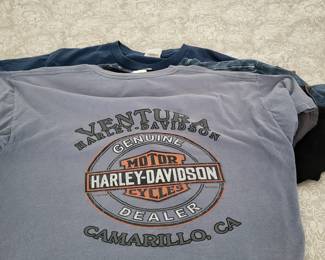 VENTURA
HARLEY-DAVIDSON
GENUINE
MOTOR
HARLEY-DAVIDSON
CYCLES
DEALER
CAMARILLO, CA